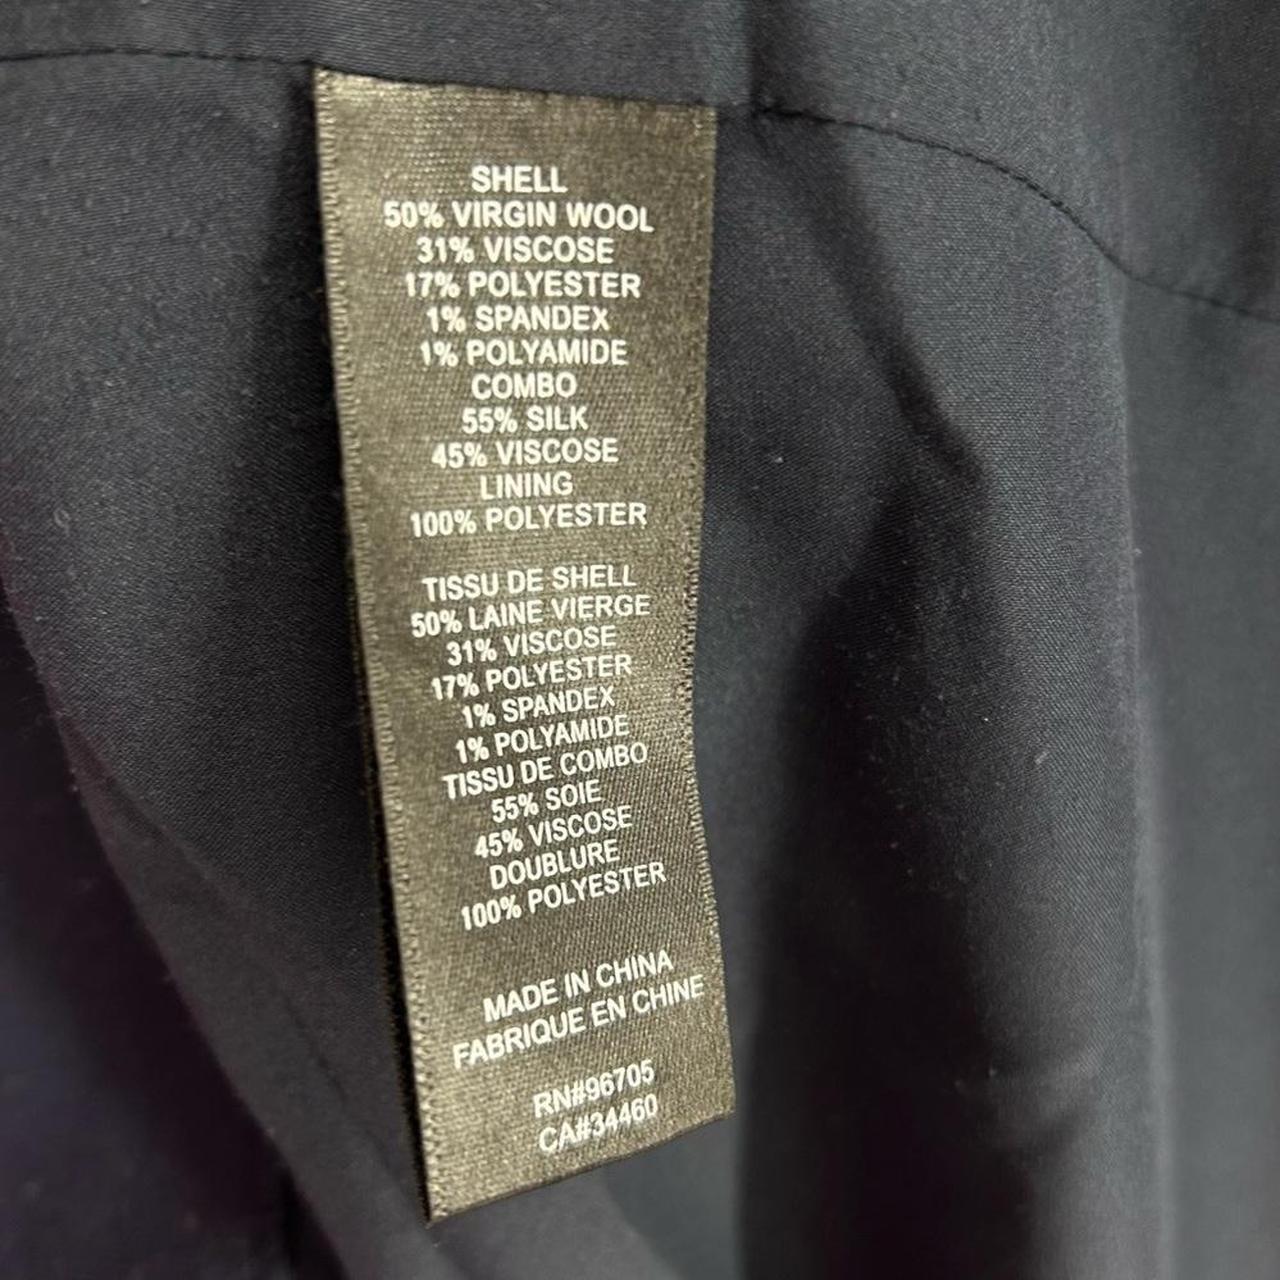 SHELL
50% VIRGIN WOOL
31% VISCOSE
17% POLYESTER
1% SPANDEX
1% POLYAMIDE
COMBO
55% SILK
45% VISCOSE
LINING
100% POLYESTER
TISSU DE SHELL
50% LAINE VIERGE
31% VISCOSE
17% POLYESTER
1% SPANDEX
1% POLYAMIDE
TISSU DE COMBO
55% SOIE
45% VISCOSE
DOUBLURE
100% POLYESTER
MADE IN CHINA
FABRIQUE EN CHINE
RN#96705
CA#34460